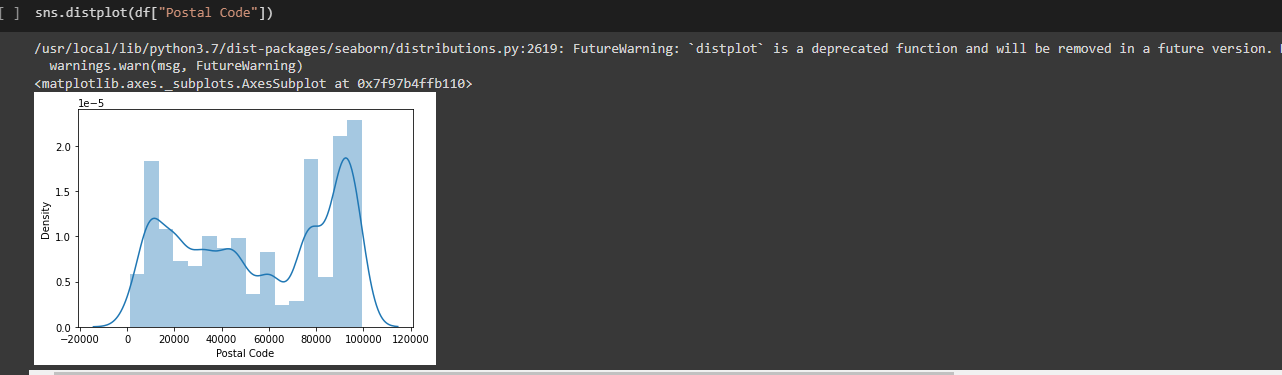 [ ] sns.distplot(df["Postal Code"])
/usr/local/lib/python3.7/dist-packages/seaborn/distributions.py:2619: FutureWarning: `distplot` is a deprecated function and will be removed in a future version.
warnings.warn(msg, FutureWarning)
<matplotlib.axes._subplots.AxesSubplot at 0x7f97b4ffb110>
1e−5
2.0
1.5
1.0
0.5
0.0
Density
−20000 0 20000 40000 60000 80000 100000 120000
Postal Code